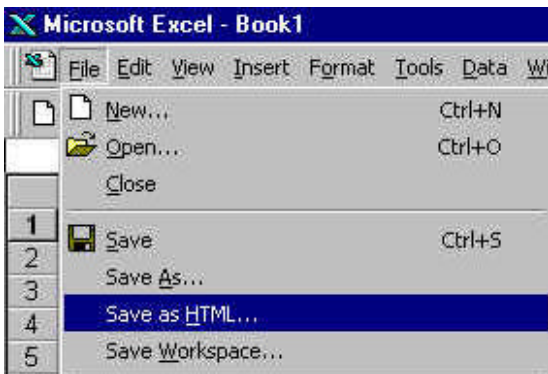 Microsoft Excel - Book1
File Edit View Insert Format Tools Data Wi
New... Ctrl+N
Open... Ctrl+O
Close
1
Save Ctrl+S
2
Save As...
3
Save as HTML...
4
Save Workspace...
5